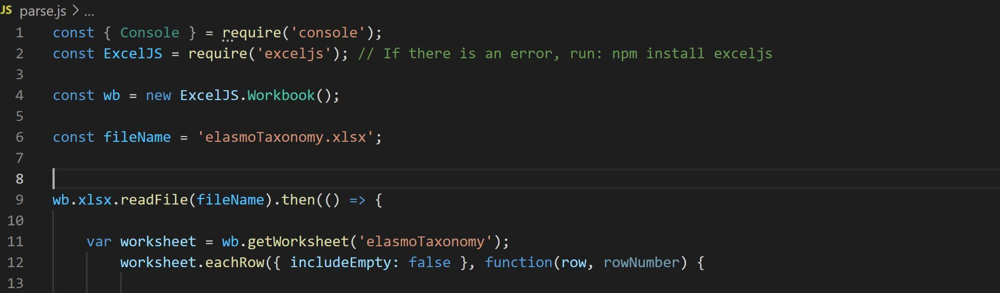 JS parse.js > ...
1 const { Console } = require('console');
2 const ExcelJS = require('exceljs'); // If there is an error, run: npm install exceljs
3
4 const wb = new ExcelJS.Workbook();
5
6 const fileName = 'elasmoTaxonomy.xlsx';
7
8
9 wb.xlsx.readFile(fileName).then(() => {
10
11 var worksheet = wb.getWorksheet('elasmoTaxonomy');
12 worksheet.eachRow({ includeEmpty: false }, function(row, rowNumber) {
13